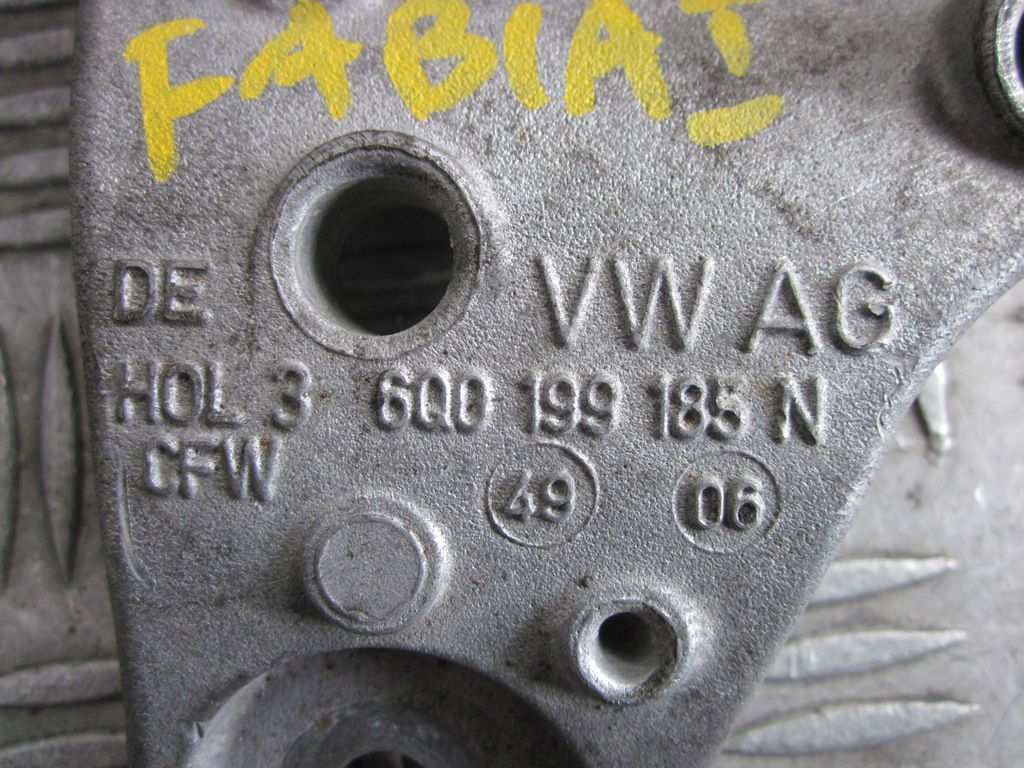 FABIA I
DE VW AG
HOL 3 6Q0 199 185 N
CFW 49 06